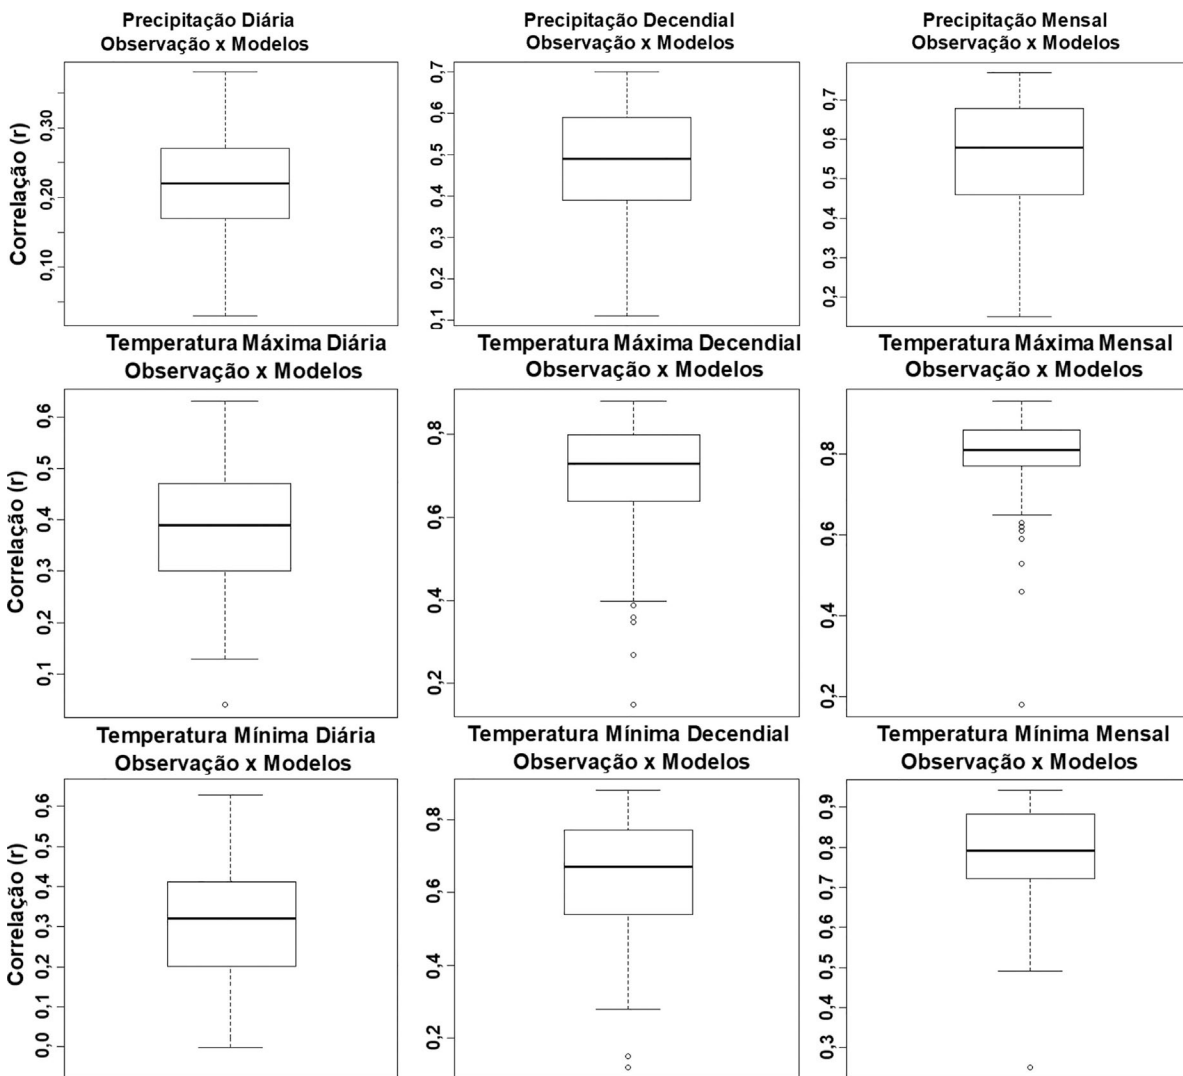 Precipitação Diária
Observação x Modelos
Correlação (r)
0,30
0,20
0,10
Precipitação Decendial
Observação x Modelos
0,7
0,6
0,5
0,4
0,3
0,2
0,1
Precipitação Mensal
Observação x Modelos
0,7
0,6
0,5
0,4
0,3
0,2
Temperatura Máxima Diária
Observação x Modelos
Correlação (r)
0,6
0,5
0,4
0,3
0,2
0,1
Temperatura Máxima Decendial
Observação x Modelos
0,8
0,6
0,4
0,2
Temperatura Máxima Mensal
Observação x Modelos
0,8
0,6
0,4
0,2
Temperatura Mínima Diária
Observação x Modelos
Correlação (r)
0,6
0,5
0,4
0,3
0,2
0,1
0,0
Temperatura Mínima Decendial
Observação x Modelos
0,8
0,6
0,4
0,2
Temperatura Mínima Mensal
Observação x Modelos
0,9
0,8
0,7
0,6
0,5
0,4
0,3